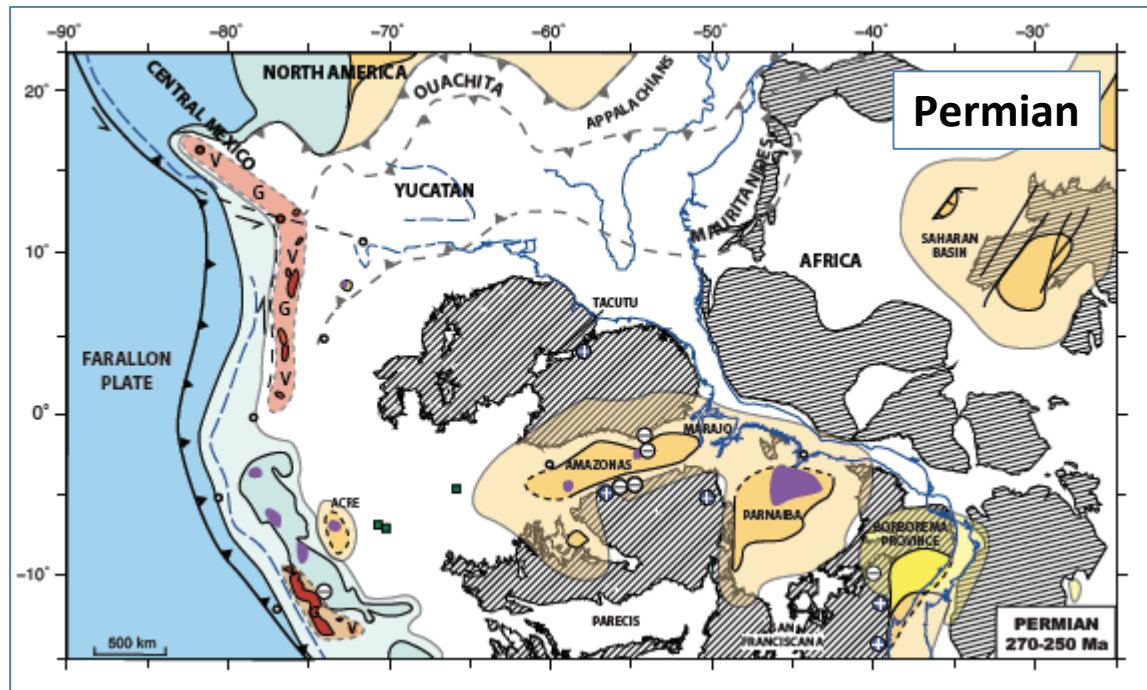 −90° −80° −70° −60° −50° −40° −30°
20°
10°
0°
−10°
Permian
CENTRAL MEXICO
NORTH AMERICA
OUACHITA
APPALACHIANS
YUCATAN
MAURITANIDES
SAHARAN
BASIN
AFRICA
V
G
V
G
V
TACUTU
FARALLON
PLATE
MARAJO
AMAZONAS
ACRE
PARNAIBA
BORBOREMA
PROVINCE
V
PARECIS
SAN
FRANCISCANA
500 km
PERMIAN
270-250 Ma